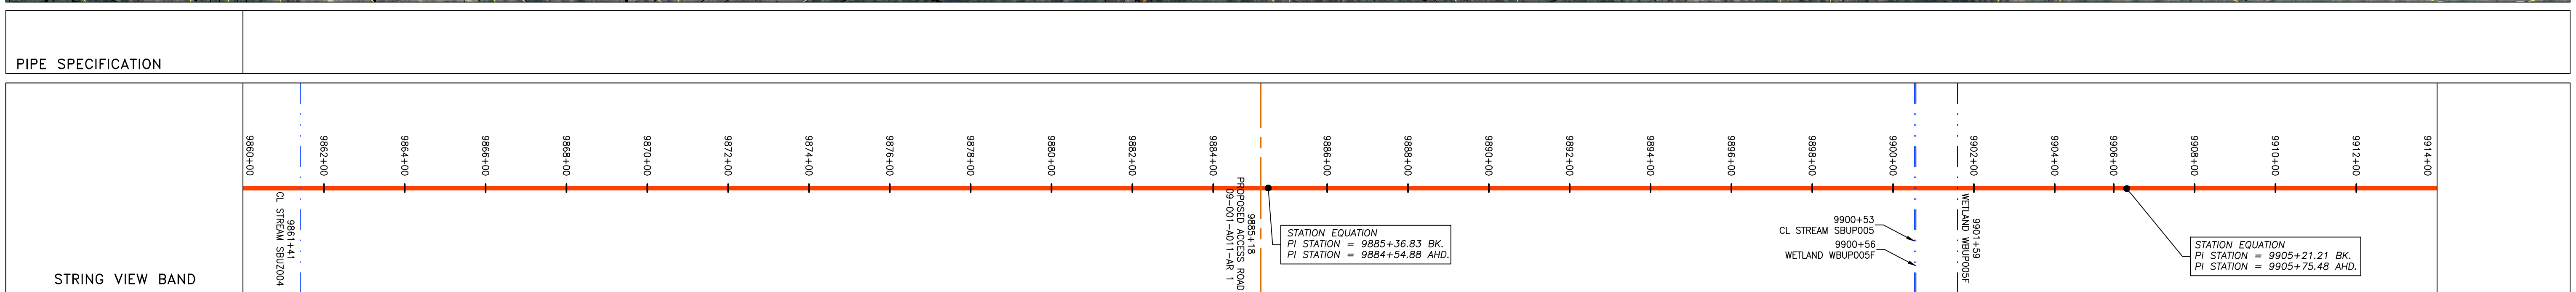 PIPE SPECIFICATION
STRING VIEW BAND
9860+00
9862+00
9864+00
9866+00
9868+00
9870+00
9872+00
9874+00
9876+00
9878+00
9880+00
9882+00
9884+00
9886+00
9888+00
9890+00
9892+00
9894+00
9896+00
9898+00
9900+00
9902+00
9904+00
9906+00
9908+00
9910+00
9912+00
9914+00
9861+41
CL STREAM SBUZ004
9885+18
PROPOSED ACCESS ROAD
09-001-A011-AR 1
STATION EQUATION
PI STATION = 9885+36.83 BK.
PI STATION = 9884+54.88 AHD.
9900+53
CL STREAM SBUP005
9900+56
WETLAND WBUP005F
9901+59
WETLAND WBUP005F
STATION EQUATION
PI STATION = 9905+21.21 BK.
PI STATION = 9905+75.48 AHD.